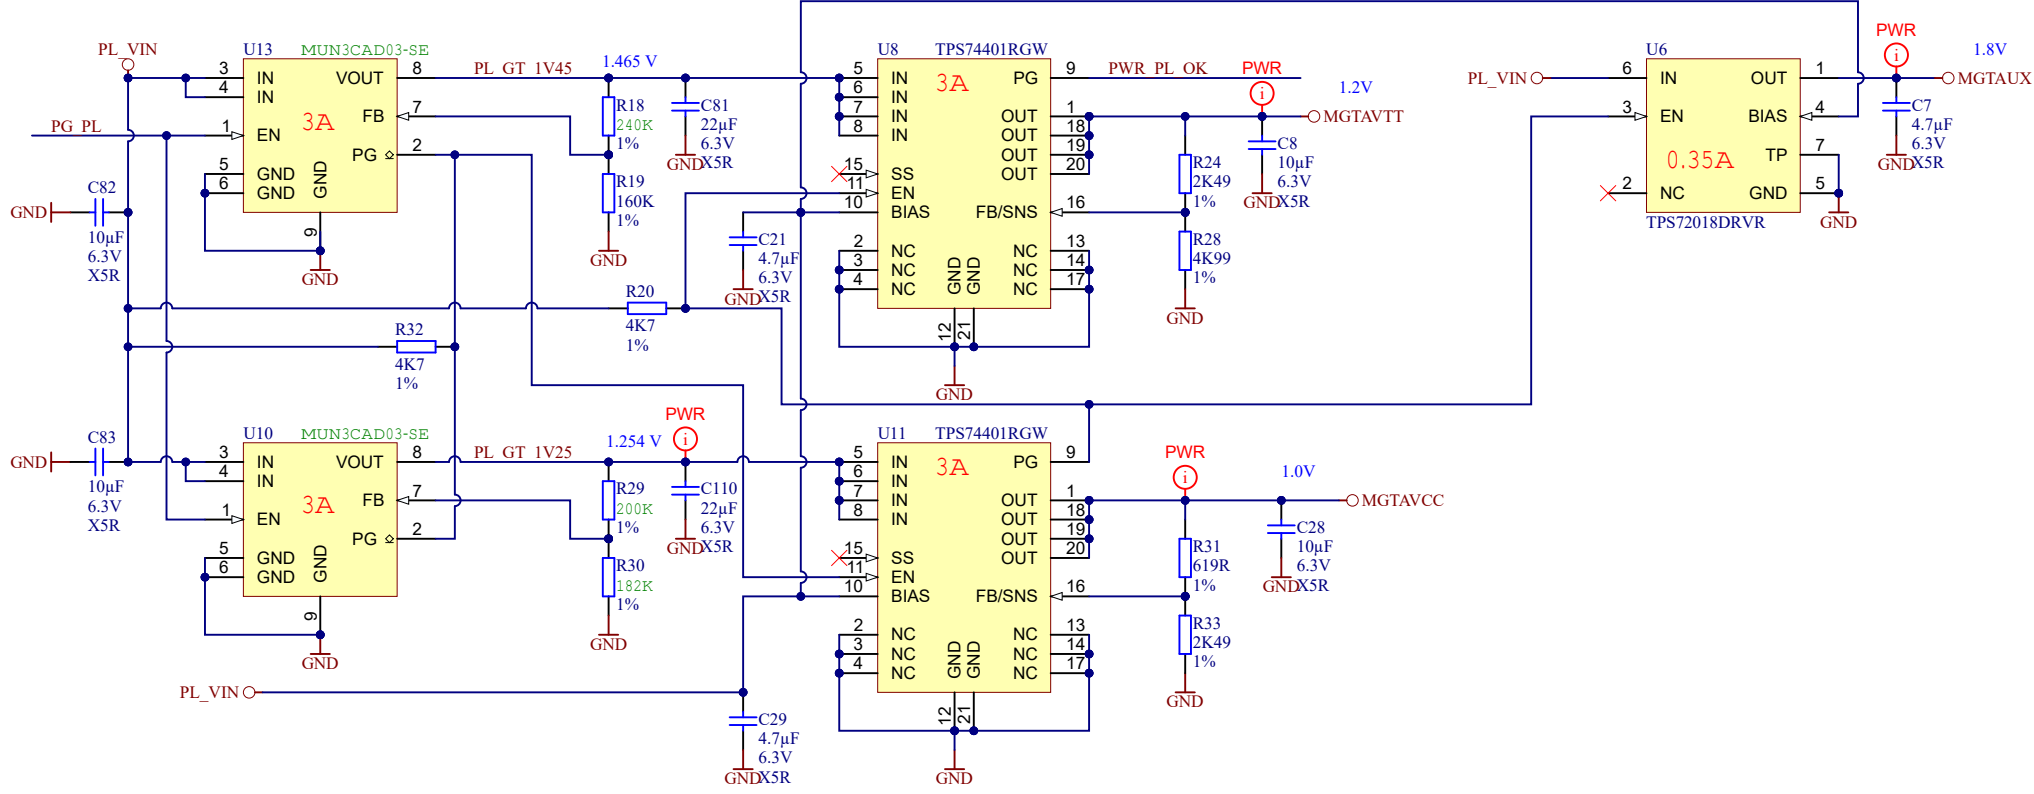 PL_VIN
U13 MUN3CAD03-SE
3 IN VOUT 8 PL_GT_1V45 1.465 V
4 IN
R18
240K
1%
FB 7
3A
PG_PL 1 EN
PG 2
5 GND
6 GND
GND
9
GND
C81
22µF
6.3V
X5R
GND
R19
160K
1%
GND
C82
GND
10µF
6.3V
X5R
U8 TPS74401RGW
5 IN PG 9 PWR_PL_OK
6 IN
7 IN
8 IN
3A
OUT 1
OUT 18
OUT 19
OUT 20
PWR
i
1.2V
MGTAVTT
15 SS
11 EN
10 BIAS FB/SNS 16
2 NC NC 13
3 NC NC 14
4 NC NC 17
GND
GND
12
21
GND
R24
2K49
1%
R28
4K99
1%
GND
C8
10µF
6.3V
X5R
GND
C21
4.7µF
6.3V
X5R
GND
U6
PL_VIN 6 IN OUT 1
3 EN BIAS 4
0.35A
TP 7
2 NC GND 5
TPS72018DRVR
GND
PWR
i
1.8V
MGTAUX
C7
4.7µF
6.3V
X5R
GND
R20
4K7
1%
R32
4K7
1%
C83
GND
10µF
6.3V
X5R
U10 MUN3CAD03-SE
3 IN VOUT 8 PL_GT_1V25 1.254 V
4 IN
FB 7
3A
1 EN
PG 2
5 GND
6 GND
GND
9
GND
PWR
i
R29
200K
1%
R30
182K
1%
GND
C110
22µF
6.3V
X5R
GND
U11 TPS74401RGW
5 IN PG 9
6 IN
7 IN
8 IN
3A
OUT 1
OUT 18
OUT 19
OUT 20
15 SS
11 EN
10 BIAS FB/SNS 16
2 NC NC 13
3 NC NC 14
4 NC NC 17
GND
GND
12
21
GND
PWR
i
1.0V
MGTAVCC
R31
619R
1%
R33
2K49
1%
GND
C28
10µF
6.3V
X5R
GND
PL_VIN
C29
4.7µF
6.3V
X5R
GND